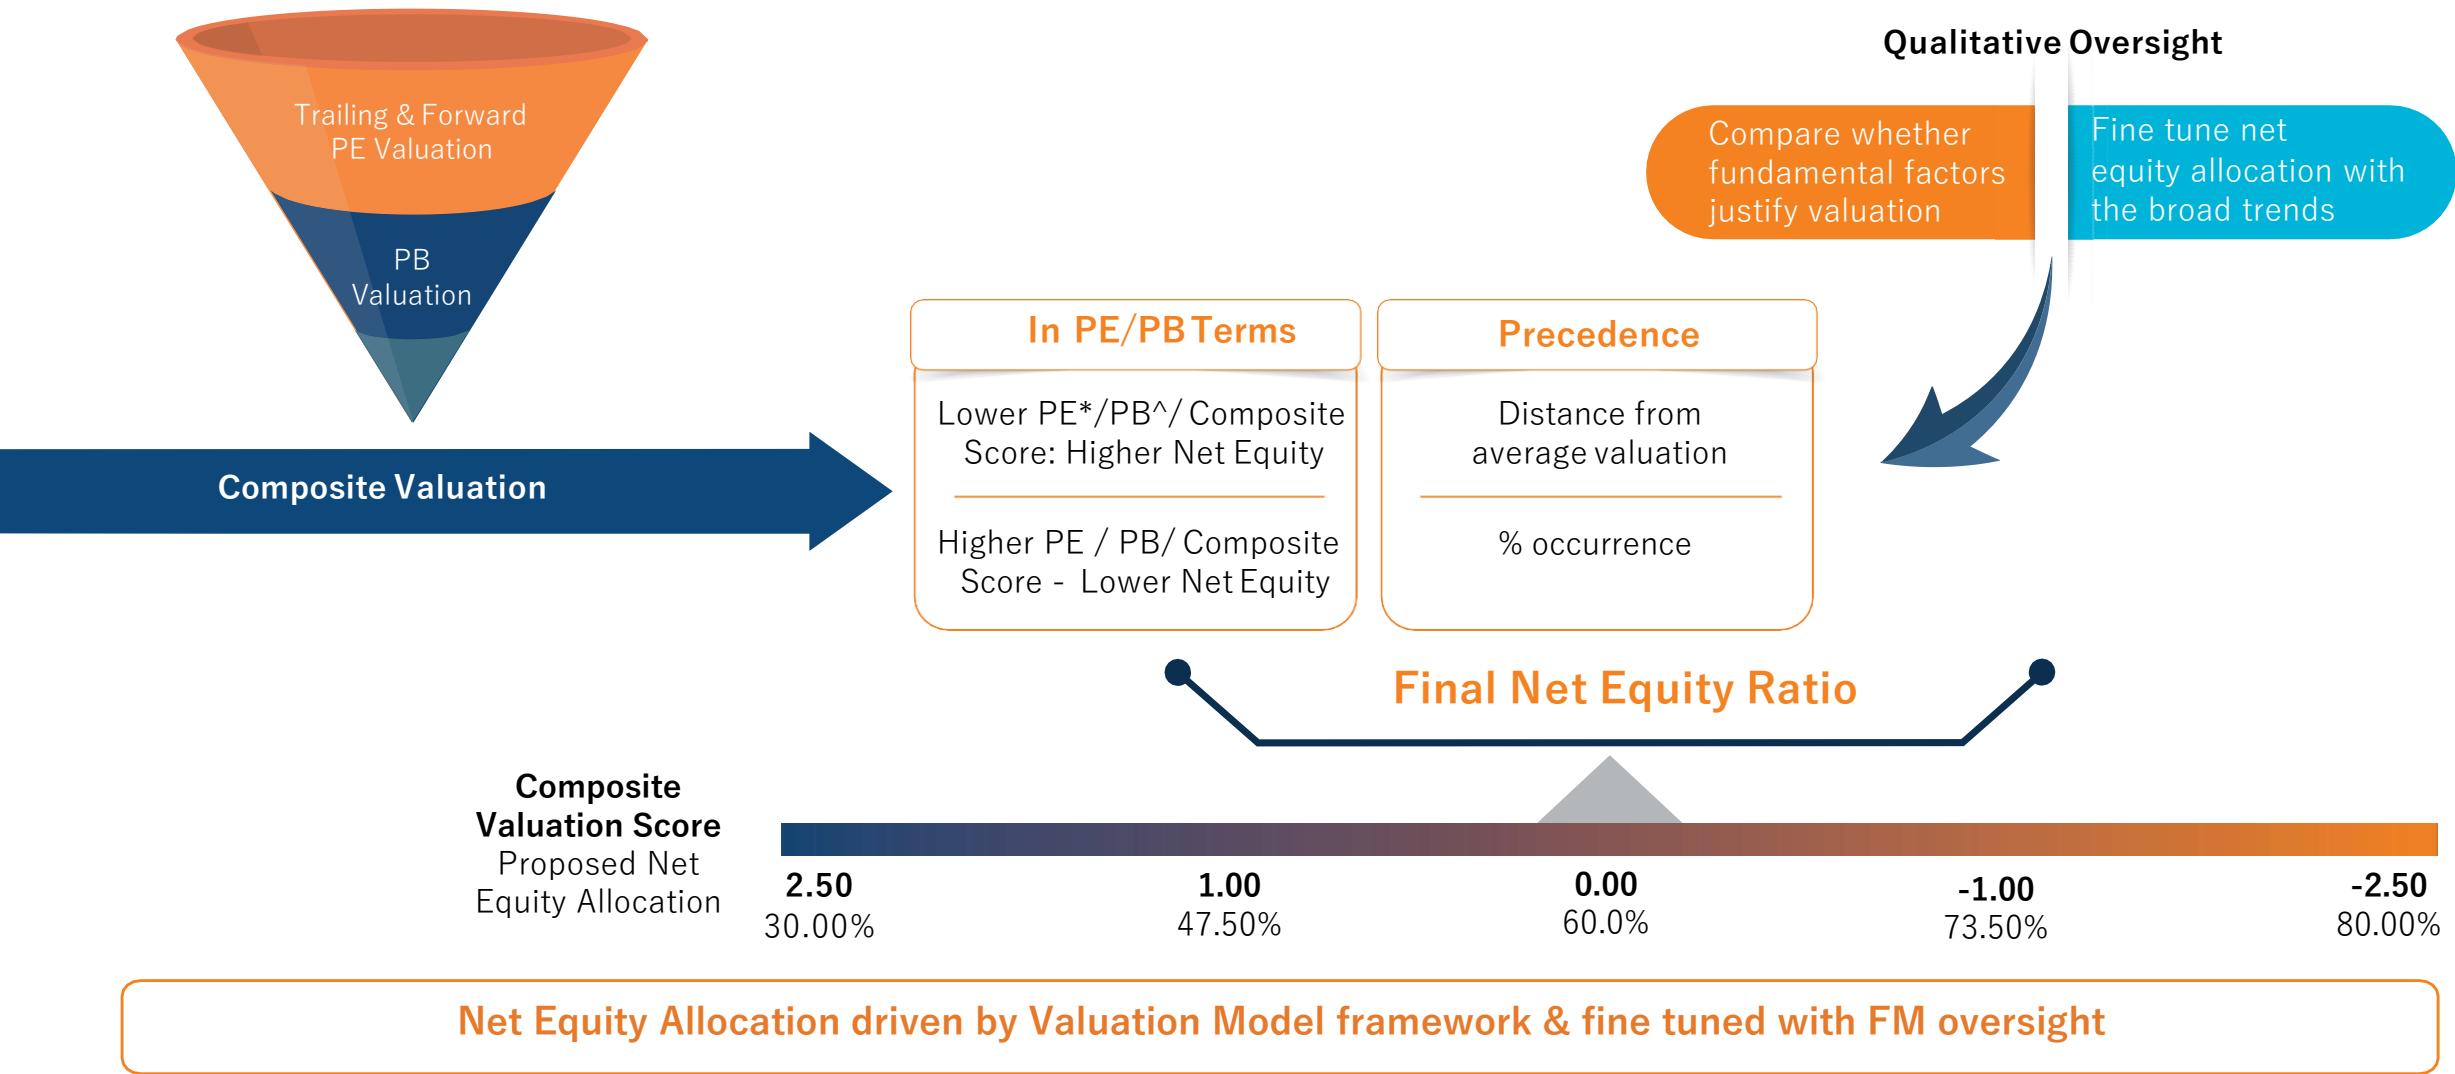 Trailing & Forward
PE Valuation
PB
Valuation
Composite Valuation
Qualitative Oversight
Compare whether
fundamental factors
justify valuation
Fine tune net
equity allocation with
the broad trends
In PE/PB Terms
Lower PE*/PB^/ Composite
Score: Higher Net Equity
Higher PE / PB/ Composite
Score - Lower Net Equity
Precedence
Distance from
average valuation
% occurrence
Final Net Equity Ratio
Composite
Valuation Score
Proposed Net
Equity Allocation
2.50 1.00 0.00 -1.00 -2.50
30.00% 47.50% 60.0% 73.50% 80.00%
Net Equity Allocation driven by Valuation Model framework & fine tuned with FM oversight